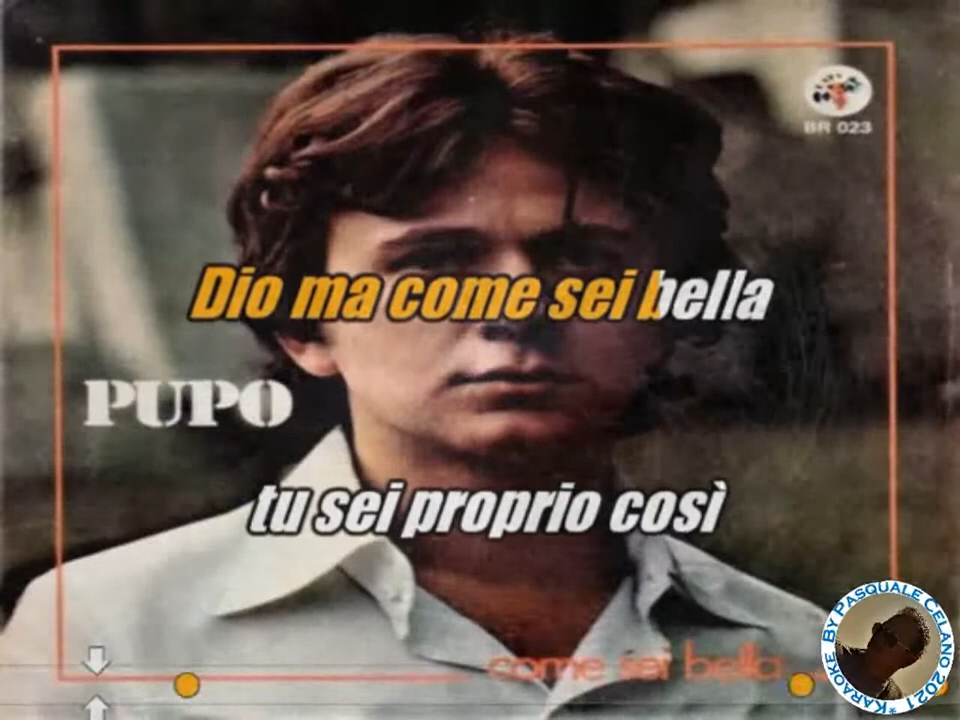 BR 023
Dio ma come sei bella
PUPO
tu sei proprio così
come sei bella
KARAOKE BY PASQUALE CELANO 2021 *